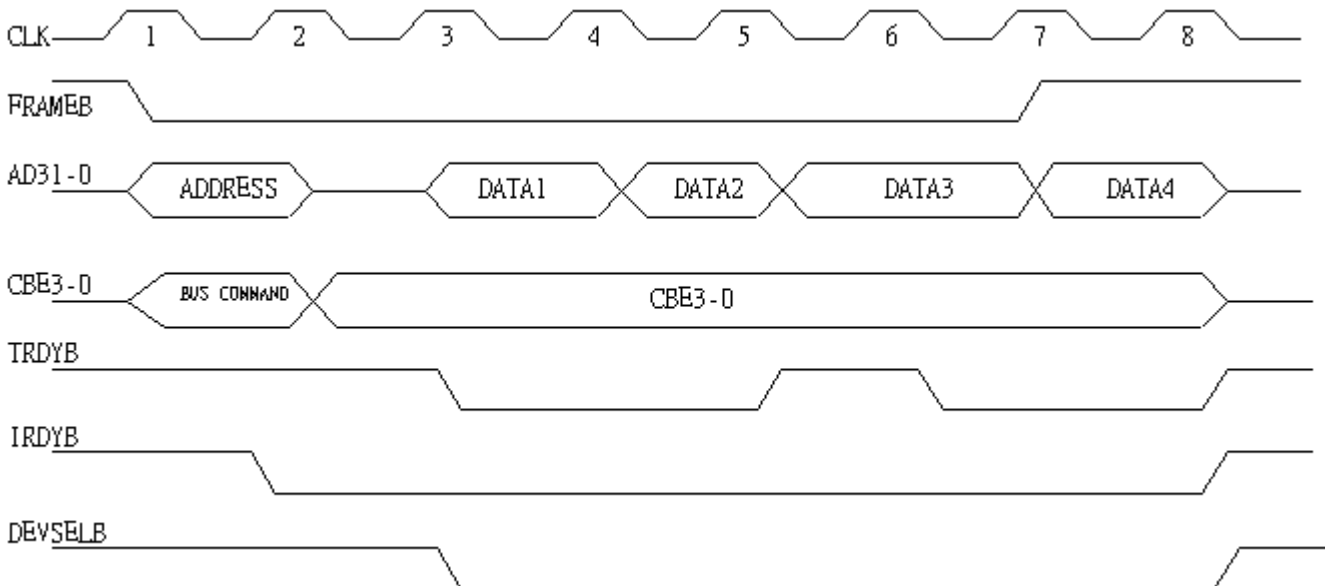 CLK 1 2 3 4 5 6 7 8
FRAMEB
AD31-0 ADDRESS DATA1 DATA2 DATA3 DATA4
CBE3-0 BUS COMMAND CBE3-0
TRDYB
IRDYB
DEVSELB